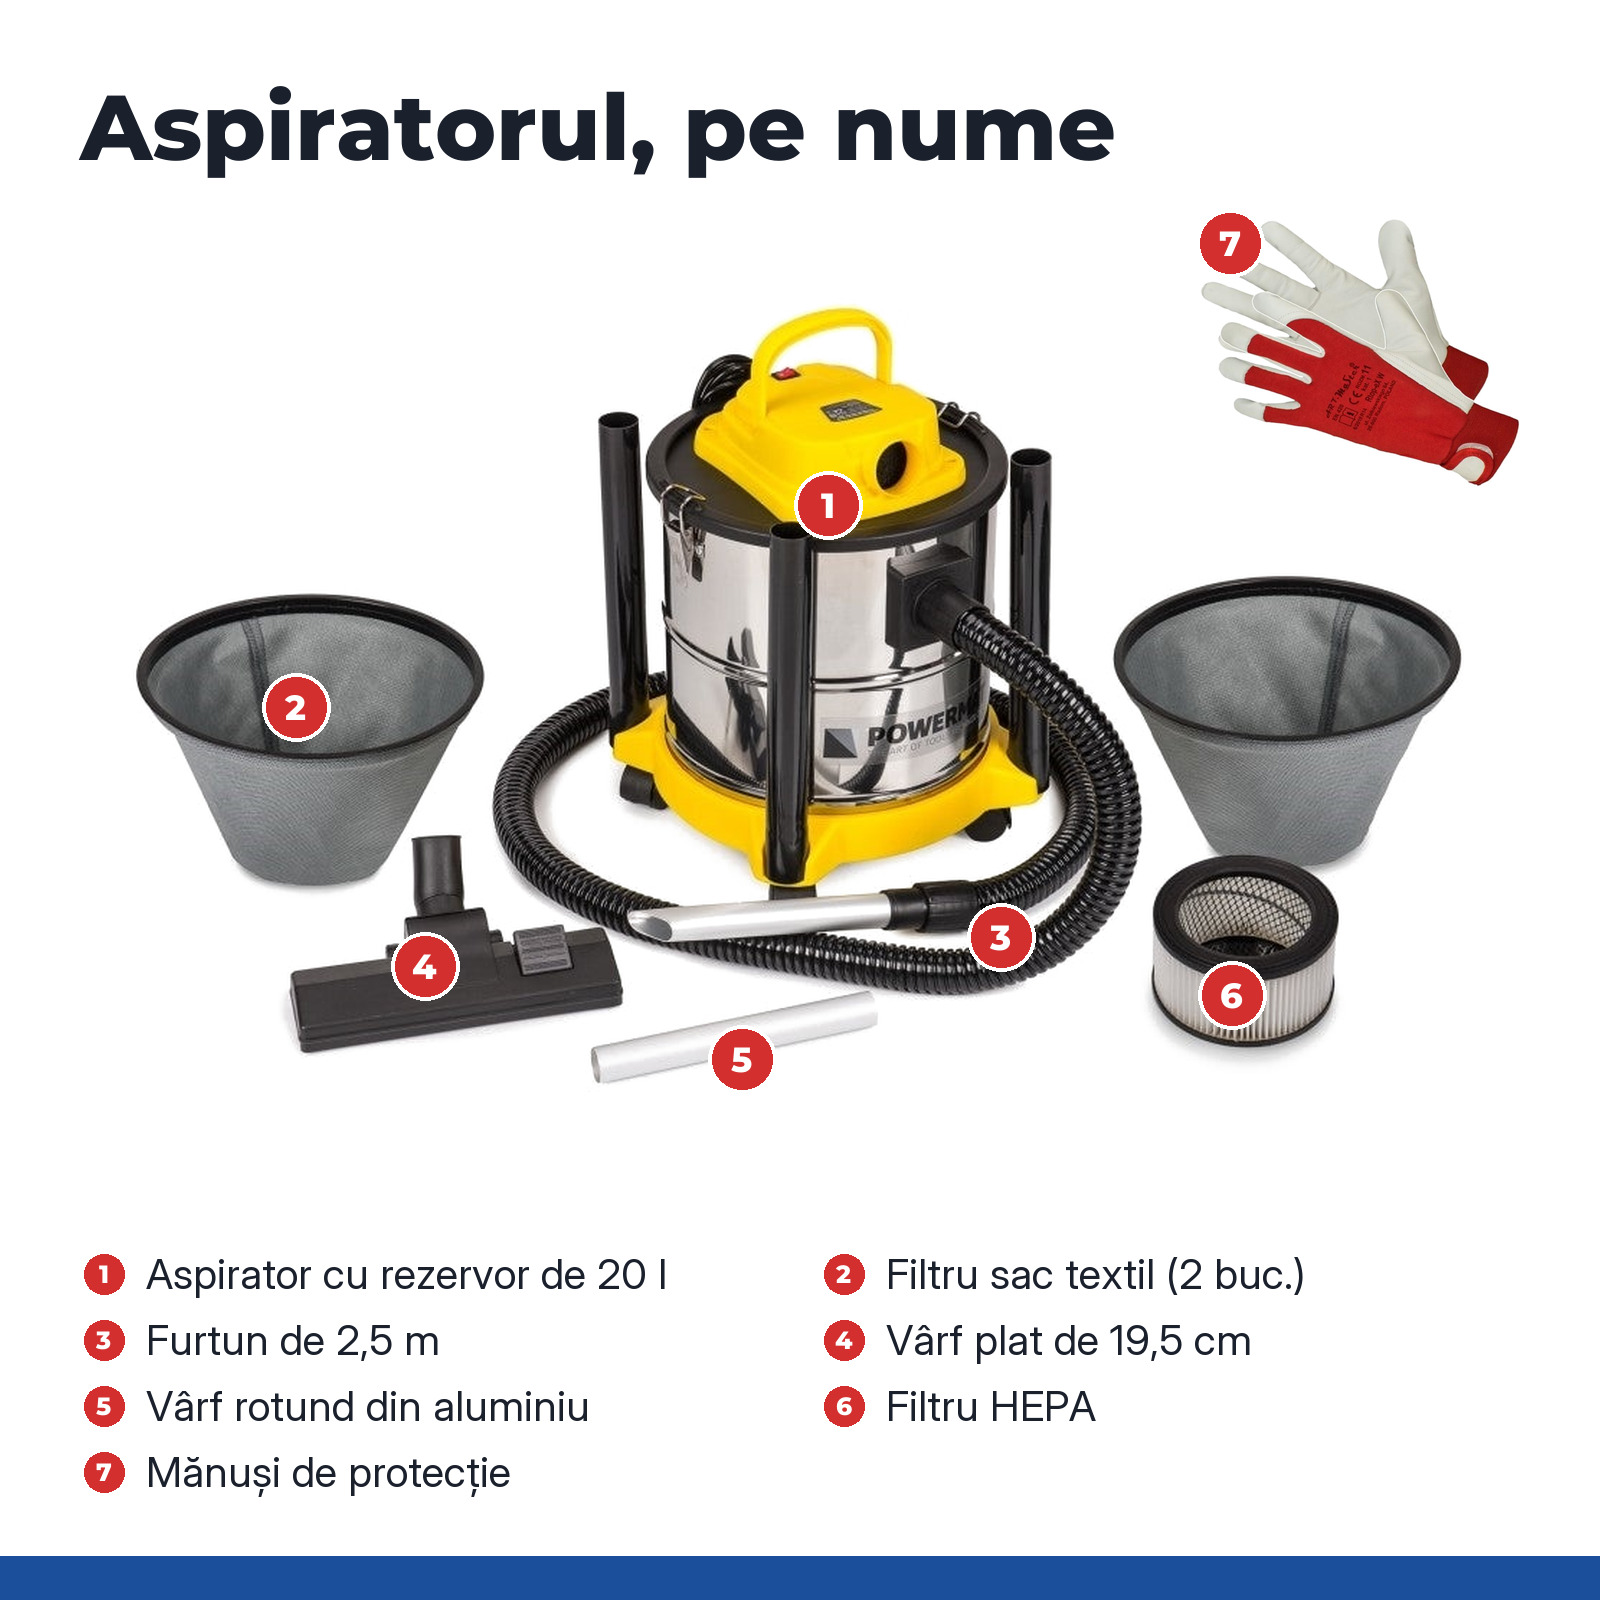 Aspiratorul, pe nume
7
1
POWERM
2
3
4
6
5
1 Aspirator cu rezervor de 20 l
2 Filtru sac textil (2 buc.)
3 Furtun de 2,5 m
4 Vârf plat de 19,5 cm
5 Vârf rotund din aluminiu
6 Filtru HEPA
7 Mănuși de protecție